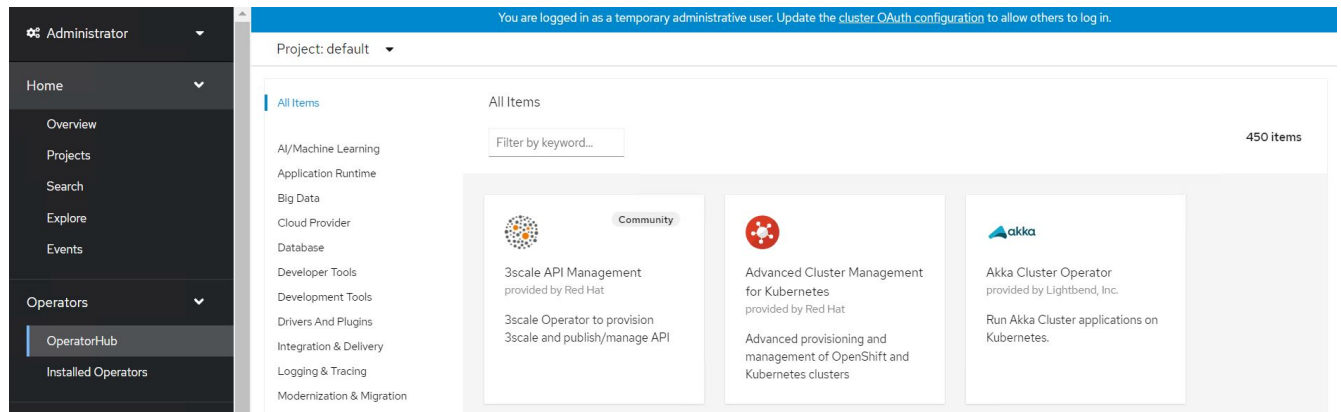 You are logged in as a temporary administrative user. Update the cluster OAuth configuration to allow others to log in.
Administrator
Project: default
Home
Overview
Projects
Search
Explore
Events
Operators
OperatorHub
Installed Operators
All Items
AI/Machine Learning
Application Runtime
Big Data
Cloud Provider
Database
Developer Tools
Development Tools
Drivers And Plugins
Integration & Delivery
Logging & Tracing
Modernization & Migration
All Items
Filter by keyword...
450 items
Community
3scale API Management
provided by Red Hat
3scale Operator to provision
3scale and publish/manage API
Advanced Cluster Management
for Kubernetes
provided by Red Hat
Advanced provisioning and
management of OpenShift and
Kubernetes clusters
akka
Akka Cluster Operator
provided by Lightbend, Inc.
Run Akka Cluster applications on
Kubernetes.